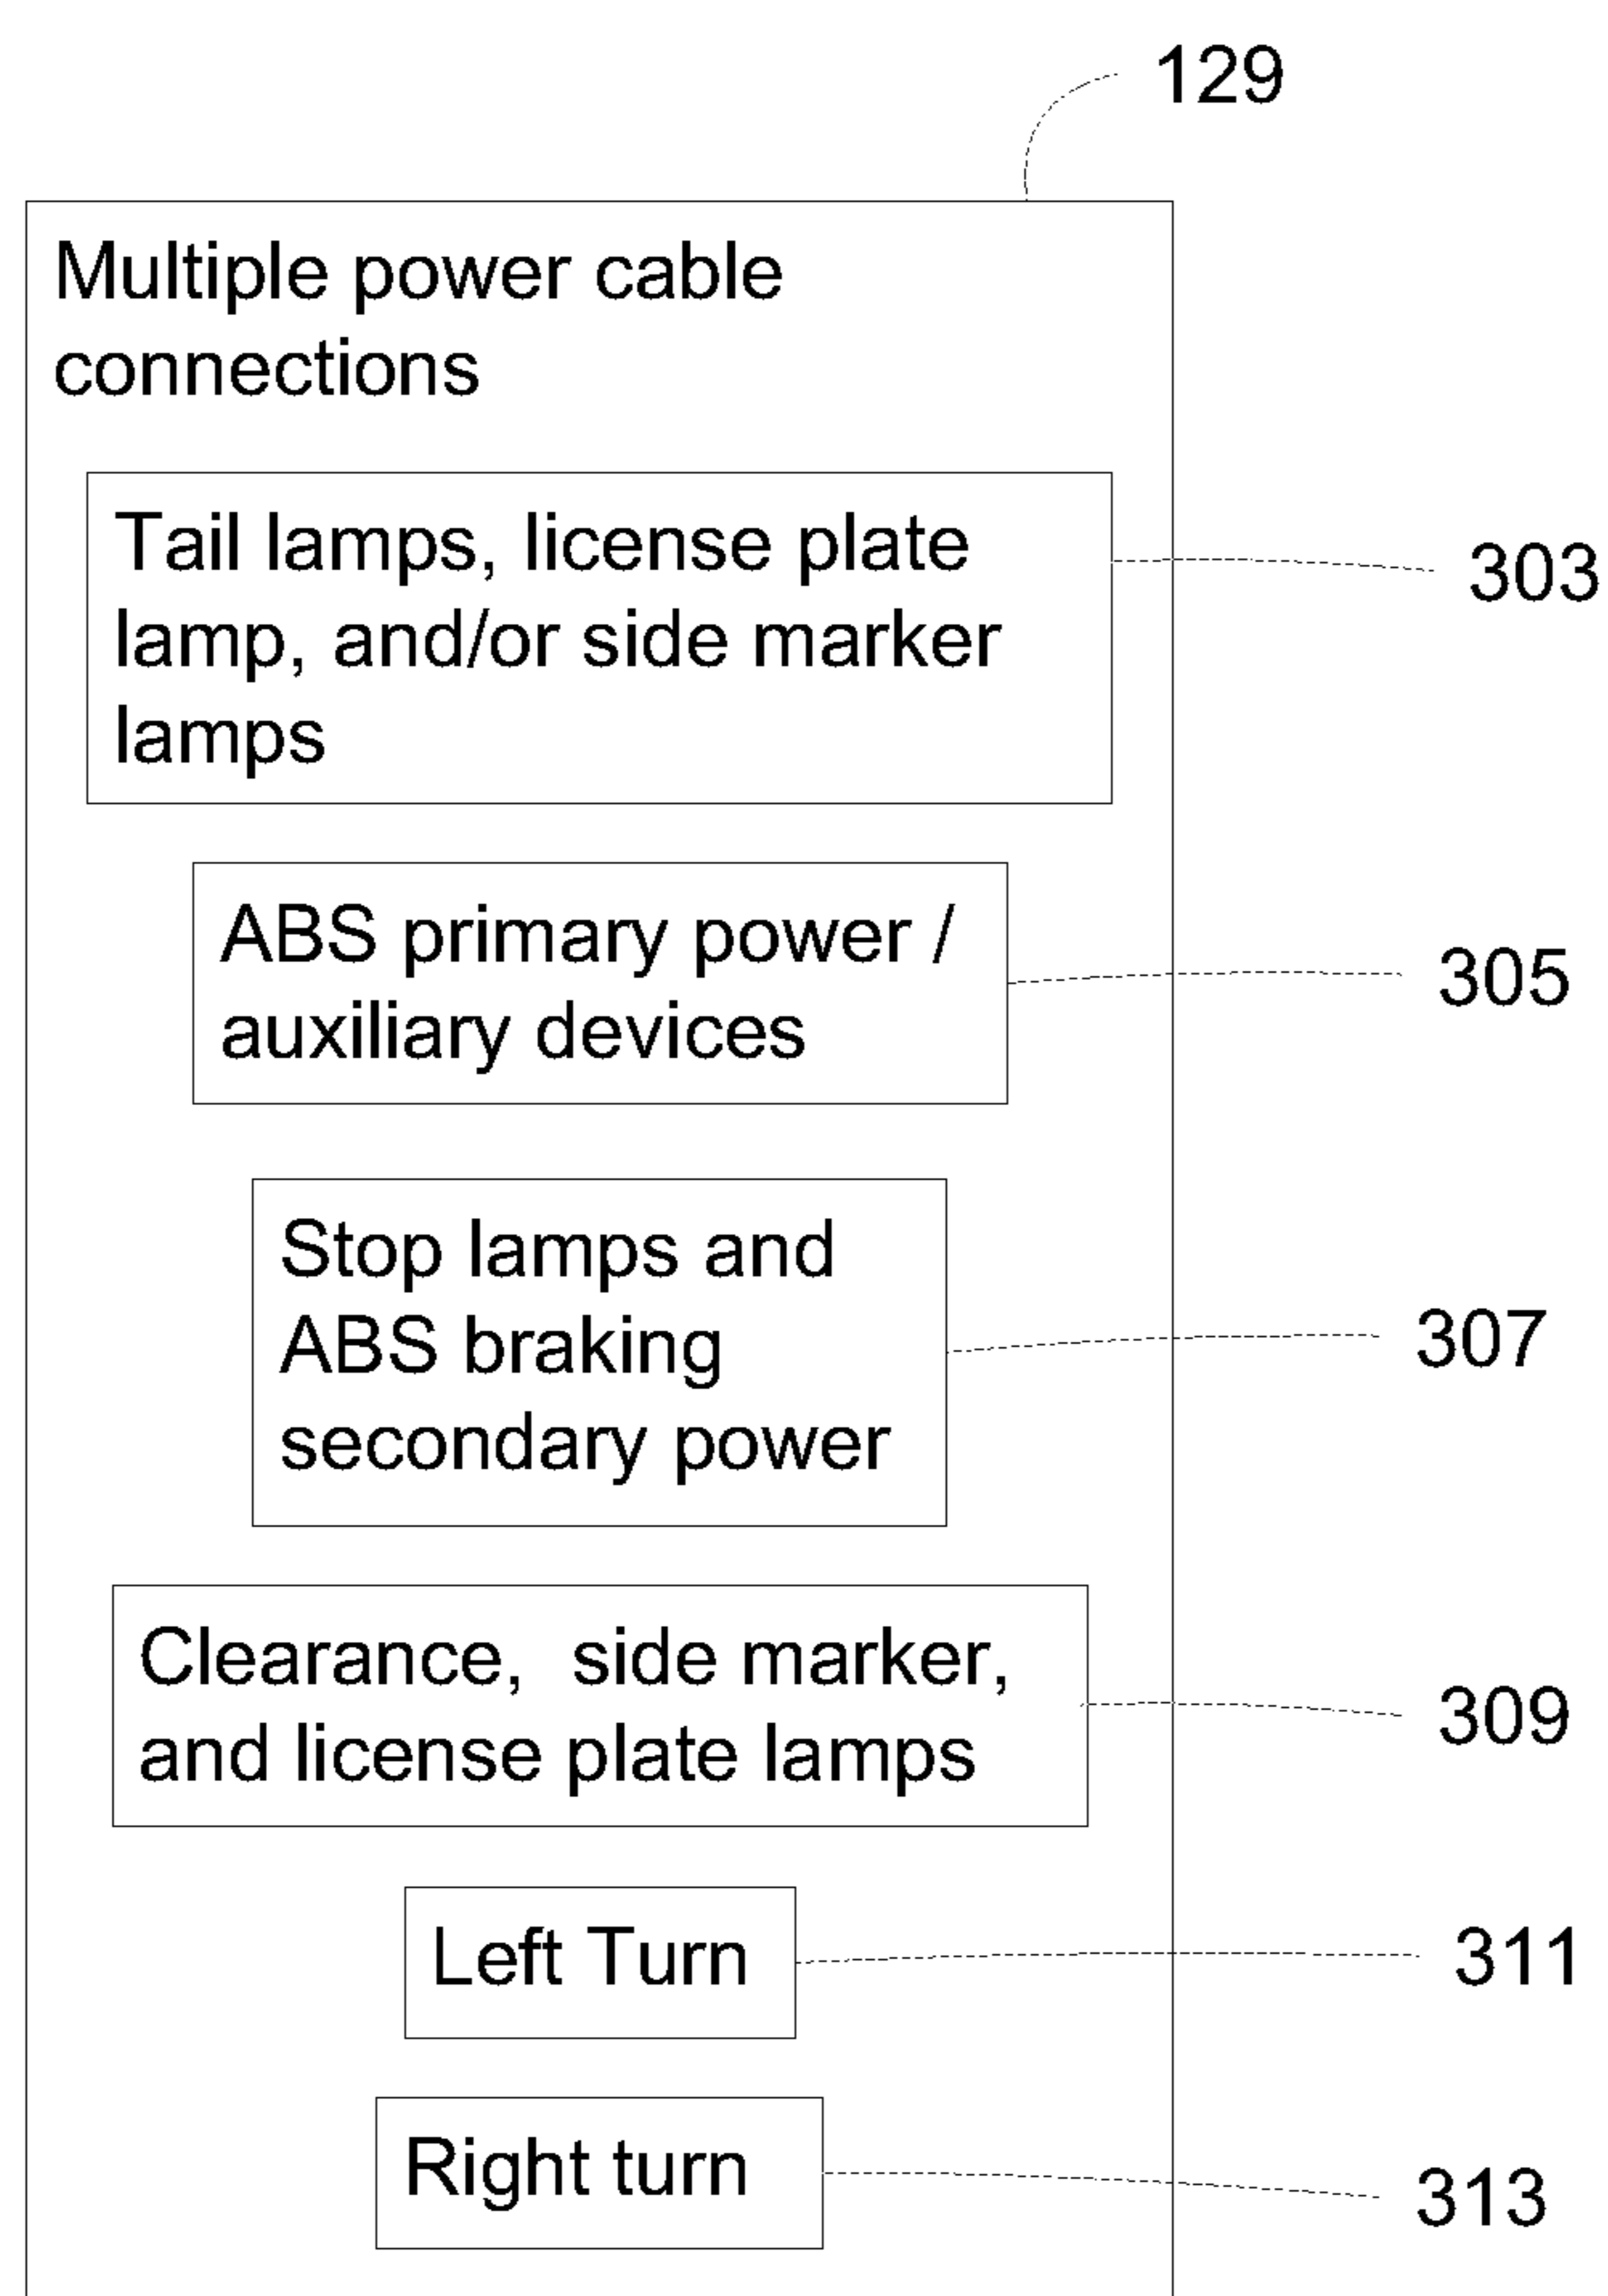 129
Multiple power cable
connections
Tail lamps, license plate
lamp, and/or side marker
lamps
303
ABS primary power /
auxiliary devices
305
Stop lamps and
ABS braking
secondary power
307
Clearance,  side marker,
and license plate lamps
309
Left Turn
311
Right turn
313